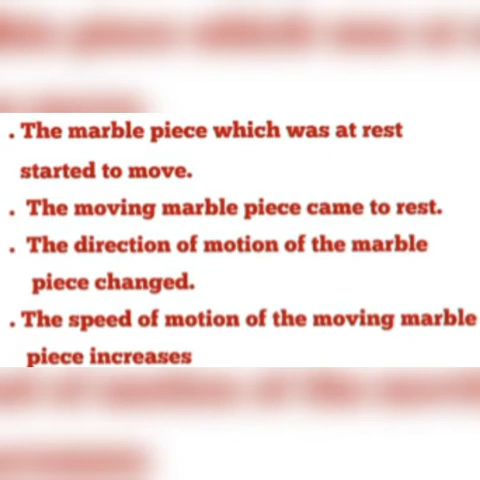 . The marble piece which was at rest
started to move.
. The moving marble piece came to rest.
. The direction of motion of the marble
piece changed.
. The speed of motion of the moving marble
piece increases